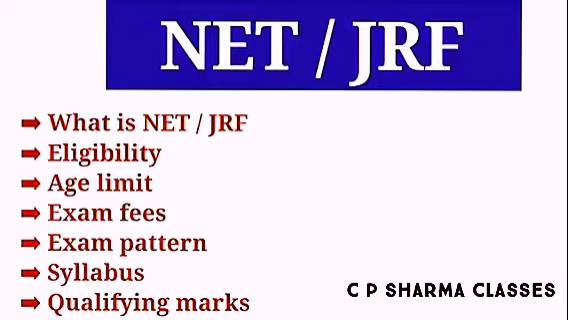 NET / JRF
➡ What is NET / JRF
➡ Eligibility
➡ Age limit
➡ Exam fees
➡ Exam pattern
➡ Syllabus
➡ Qualifying marks
C P SHARMA CLASSES